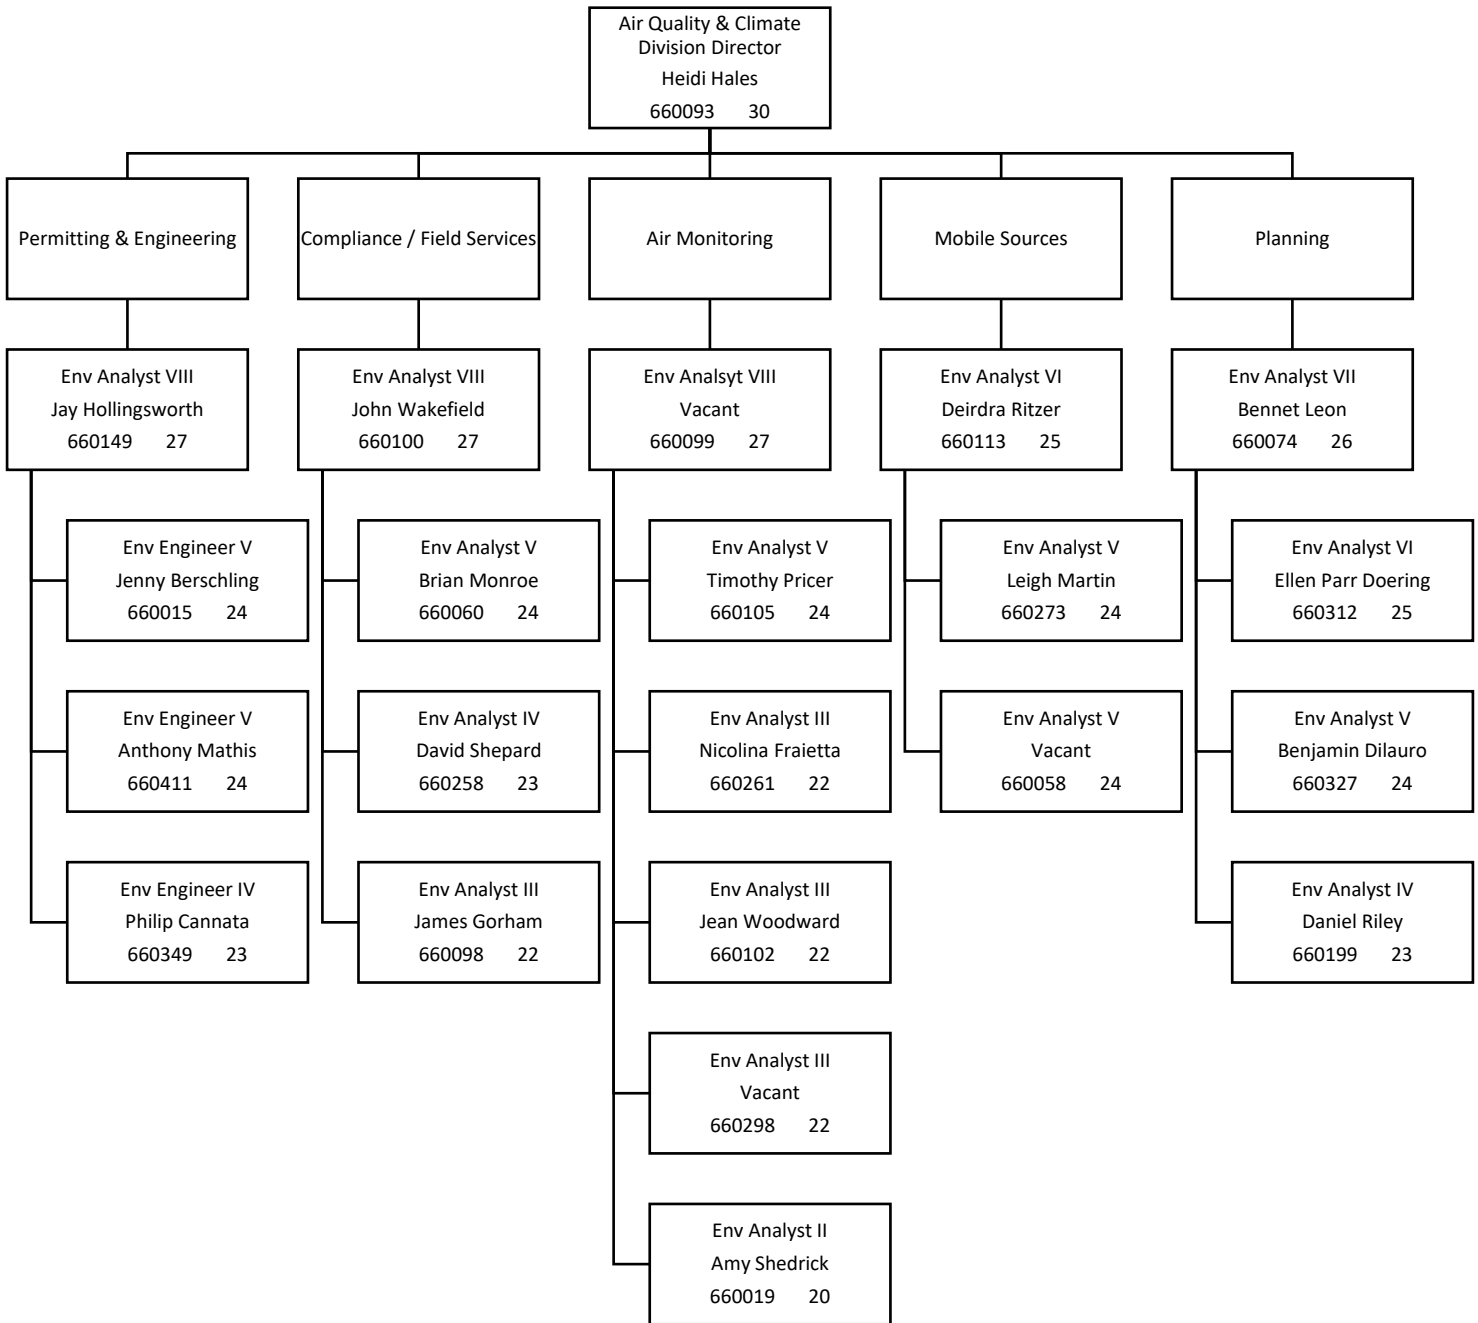 Air Quality & Climate
Division Director
Heidi Hales
660093 30
Permitting & Engineering
Compliance / Field Services
Air Monitoring
Mobile Sources
Planning
Env Analyst VIII
Jay Hollingsworth
660149 27
Env Analyst VIII
John Wakefield
660100 27
Env Analsyt VIII
Vacant
660099 27
Env Analyst VI
Deirdra Ritzer
660113 25
Env Analyst VII
Bennet Leon
660074 26
Env Engineer V
Jenny Berschling
660015 24
Env Analyst V
Brian Monroe
660060 24
Env Analyst V
Timothy Pricer
660105 24
Env Analyst V
Leigh Martin
660273 24
Env Analyst VI
Ellen Parr Doering
660312 25
Env Engineer V
Anthony Mathis
660411 24
Env Analyst IV
David Shepard
660258 23
Env Analyst III
Nicolina Fraietta
660261 22
Env Analyst V
Vacant
660058 24
Env Analyst V
Benjamin Dilauro
660327 24
Env Engineer IV
Philip Cannata
660349 23
Env Analyst III
James Gorham
660098 22
Env Analyst III
Jean Woodward
660102 22
Env Analyst IV
Daniel Riley
660199 23
Env Analyst III
Vacant
660298 22
Env Analyst II
Amy Shedrick
660019 20